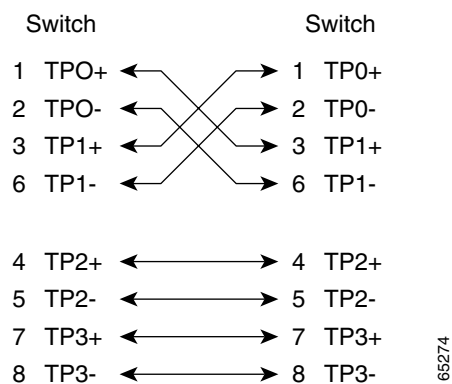 Switch Switch
1 TPO+ 1 TP0+
2 TPO- 2 TP0-
3 TP1+ 3 TP1+
6 TP1- 6 TP1-
4 TP2+ 4 TP2+
5 TP2- 5 TP2-
7 TP3+ 7 TP3+
8 TP3- 8 TP3-
65274